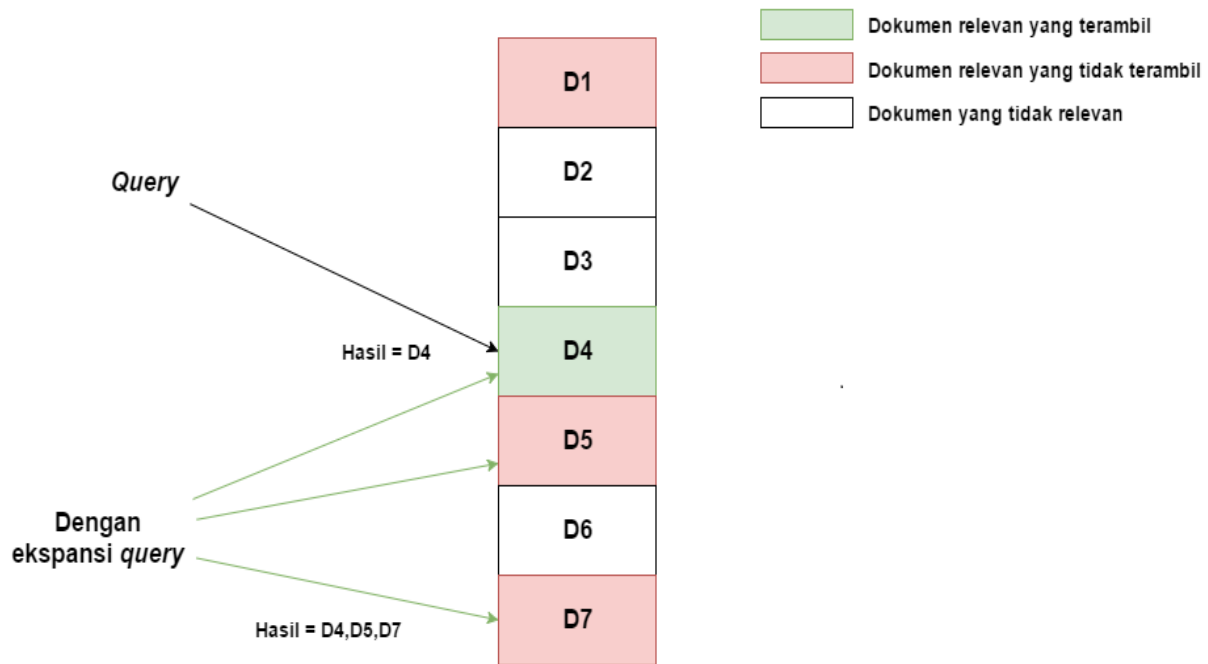 Dokumen relevan yang terambil
Dokumen relevan yang tidak terambil
Dokumen yang tidak relevan
D1
D2
Query
D3
Hasil = D4
D4
D5
Dengan
ekspansi query
D6
Hasil = D4,D5,D7
D7